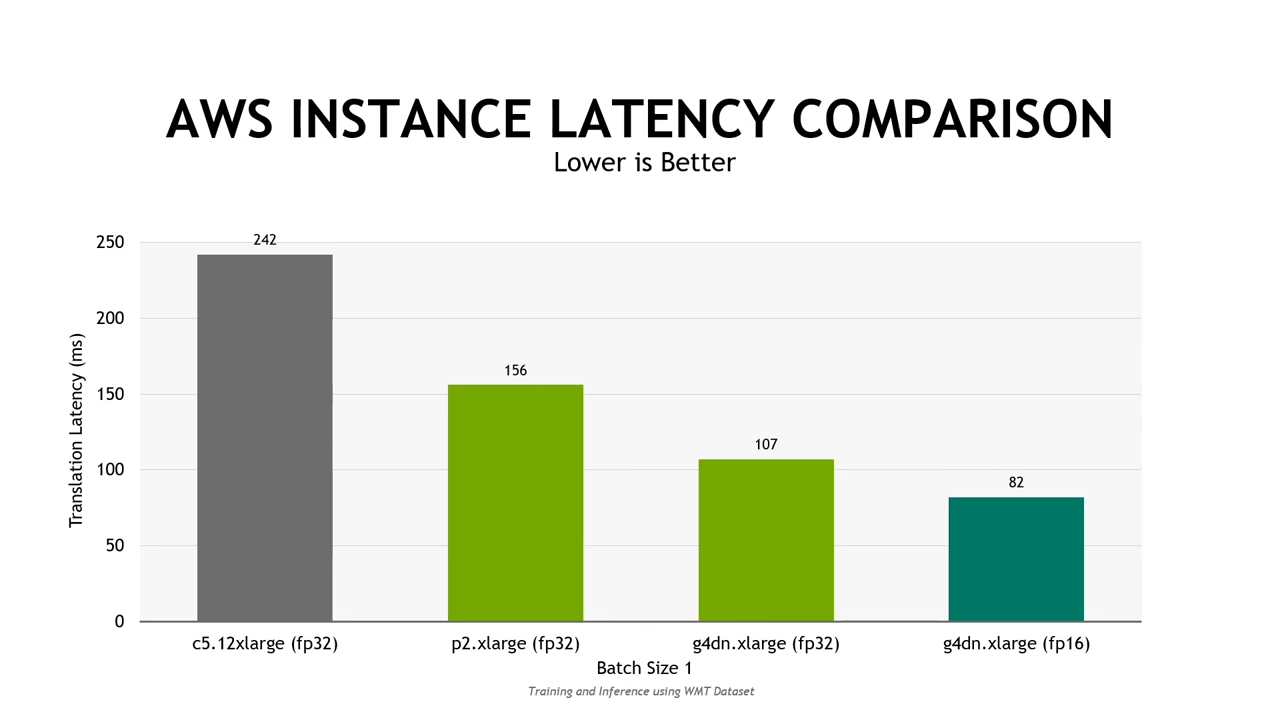 AWS INSTANCE LATENCY COMPARISON
Lower is Better
242
250
200
156
150
107
100
82
50
0
Translation Latency (ms)
c5.12xlarge (fp32) p2.xlarge (fp32) g4dn.xlarge (fp32) g4dn.xlarge (fp16)
Batch Size 1
Training and Inference using WMT Dataset